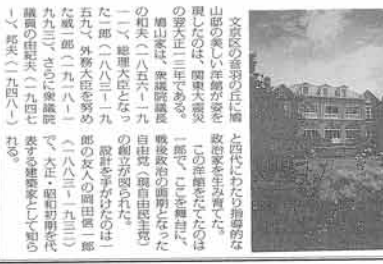 文京区の音羽の丘に鳩
山邸の美しい洋館が姿を
現したのは、関東大震災
の翌大正一三年である。
鳩山家は、衆議院議長
の和夫（一八五六ー一九
一一）、総理大臣となっ
た一郎（一八八三ー一九
五九）、外務大臣を努め
た威一郎（一九一八ー一
九九三）、さらに衆議院
議員の由紀夫（一九四七
ー）、邦夫（一九四八ー）
と四代にわたり指導的な
政治家を生み育てた。
この洋館をたてたのは
一郎で、ここを舞台に、
戦後政治の画期となった
自由党（現自由民主党）
の創立が図られた。
設計を手がけたのは一
郎の友人の岡田信一郎
（一八八三ー一九三二）
で、大正・昭和初期を代
表する建築家として知ら
れる。